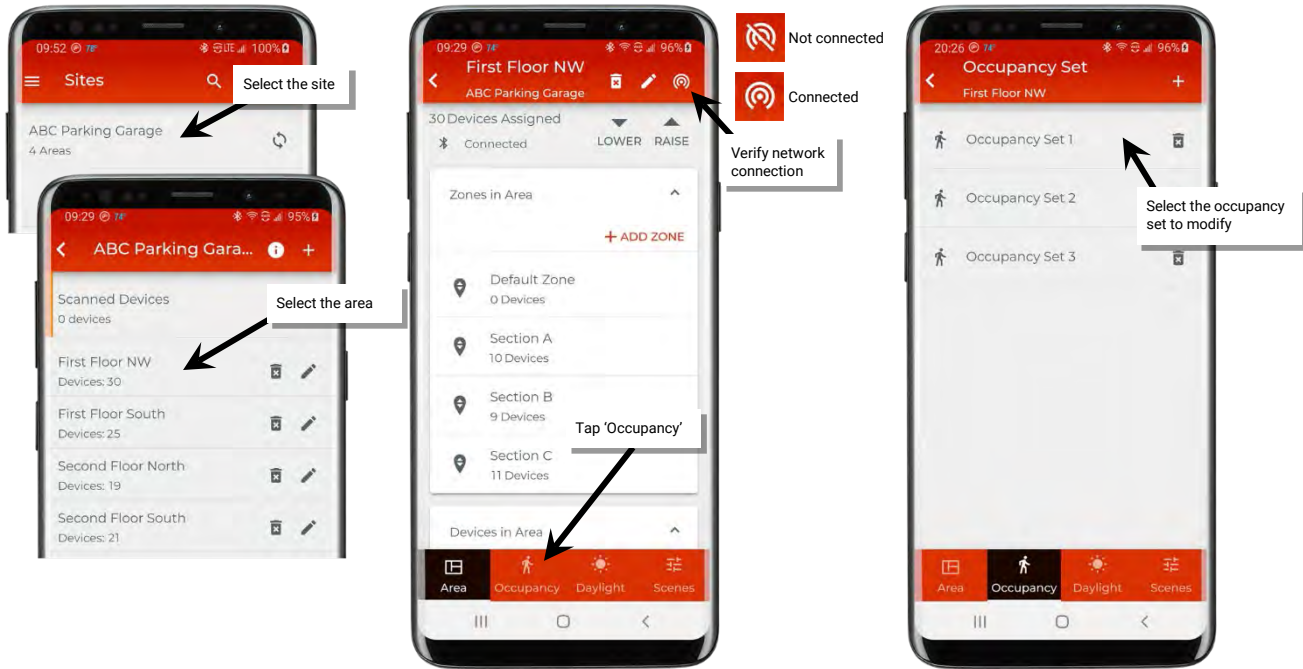 09:52 78° LTE 100%
Sites
Select the site
ABC Parking Garage
4 Areas
09:29 74° 95%
ABC Parking Gara...
Scanned Devices
0 devices
Select the area
First Floor NW
Devices: 30
First Floor South
Devices: 25
Second Floor North
Devices: 19
Second Floor South
Devices: 21
09:29 74° 96%
First Floor NW
ABC Parking Garage
30 Devices Assigned
Connected
LOWER RAISE
Zones in Area
+ ADD ZONE
Default Zone
0 Devices
Section A
10 Devices
Section B
9 Devices
Tap ‘Occupancy’
Section C
11 Devices
Devices in Area
Area Occupancy Daylight Scenes
Not connected
Connected
Verify network
connection
20:26 74° 96%
Occupancy Set
First Floor NW
Occupancy Set 1
Occupancy Set 2
Select the occupancy
set to modify
Occupancy Set 3
Area Occupancy Daylight Scenes